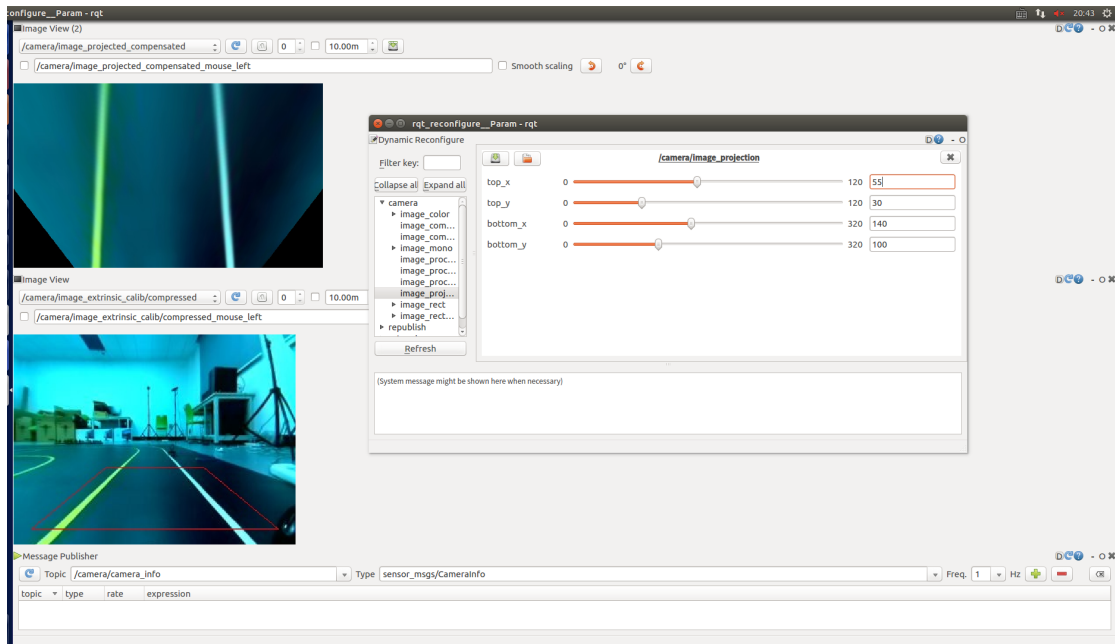 onfigure__Param - rqt
20:43
Image View (2)
D - O
/camera/image_projected_compensated 0 10.00m
/camera/image_projected_compensated_mouse_left Smooth scaling 0°
rqt_reconfigure__Param - rqt
Dynamic Reconfigure D - O
Filter key:
/camera/image_projection
Collapse al Expand all
top_x 0 120 55
top_y 0 120 30
bottom_x 0 320 140
bottom_y 0 320 100
camera
image_color
image_com...
image_com...
image_mono
image_proc...
image_proc...
image_proc...
image_proj...
image_rect
image_rect...
republish
Refresh
(System message might be shown here when necessary)
Image View
D - O
/camera/image_extrinsic_calib/compressed 0 10.00m
/camera/image_extrinsic_calib/compressed_mouse_left
Message Publisher
D - O
Topic /camera/camera_info Type sensor_msgs/CameraInfo Freq. 1 Hz
topic type rate expression